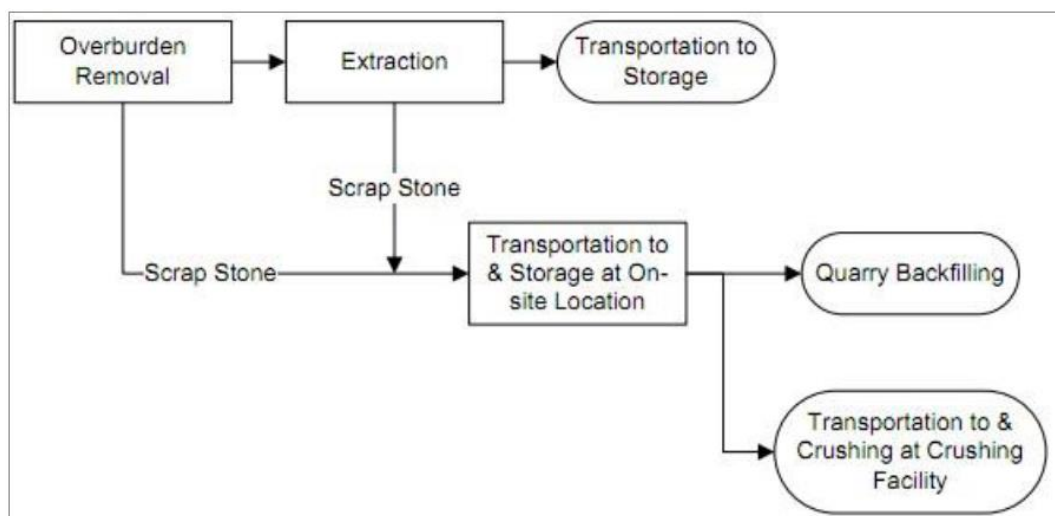 Overburden
Removal
Extraction
Transportation to
Storage
Scrap Stone
Scrap Stone
Transportation to
& Storage at On-
site Location
Quarry Backfilling
Transportation to &
Crushing at Crushing
Facility